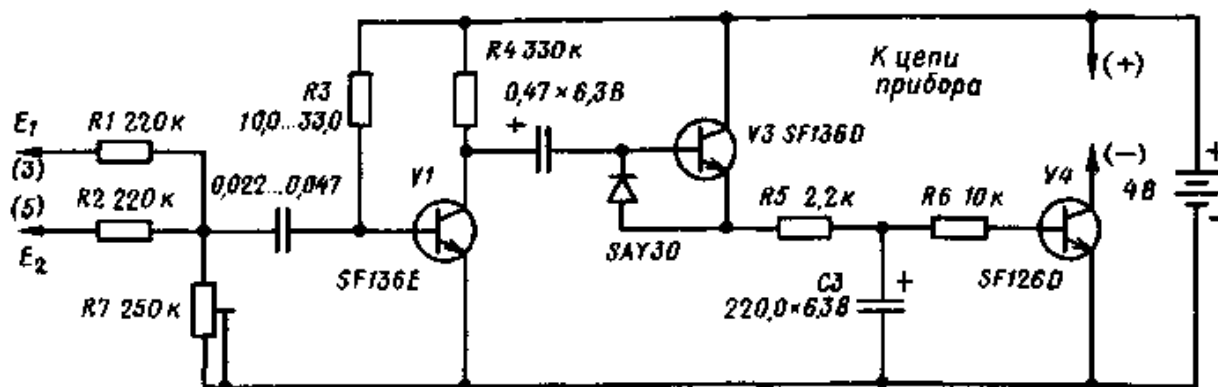 E₁
(3)
R1 220к
(5)
R2 220к
E₂
R7 250к
0,022...0,047
R3
10,0...33,0
R4 330к
0,47×6,3В
+
V1
SF136E
SAY30
V3 SF136D
К цепи
прибора
(+)
(-)
R5 2,2к
R6 10к
V4
SF126D
C3
220,0×6,3В
+
4В
+
-